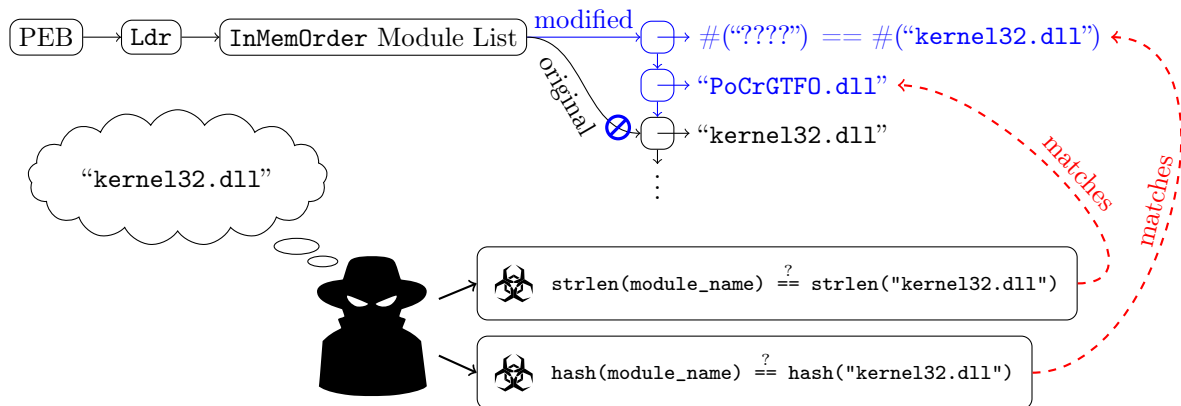 PEB Ldr InMemOrder Module List modified #(“????”) == #(“kernel32.dll”)
original
“PoCrGTFO.dll”
“kernel32.dll”
⋮
“kernel32.dll”
matches
matches
strlen(module_name) ?== strlen("kernel32.dll")
hash(module_name) ?== hash("kernel32.dll")